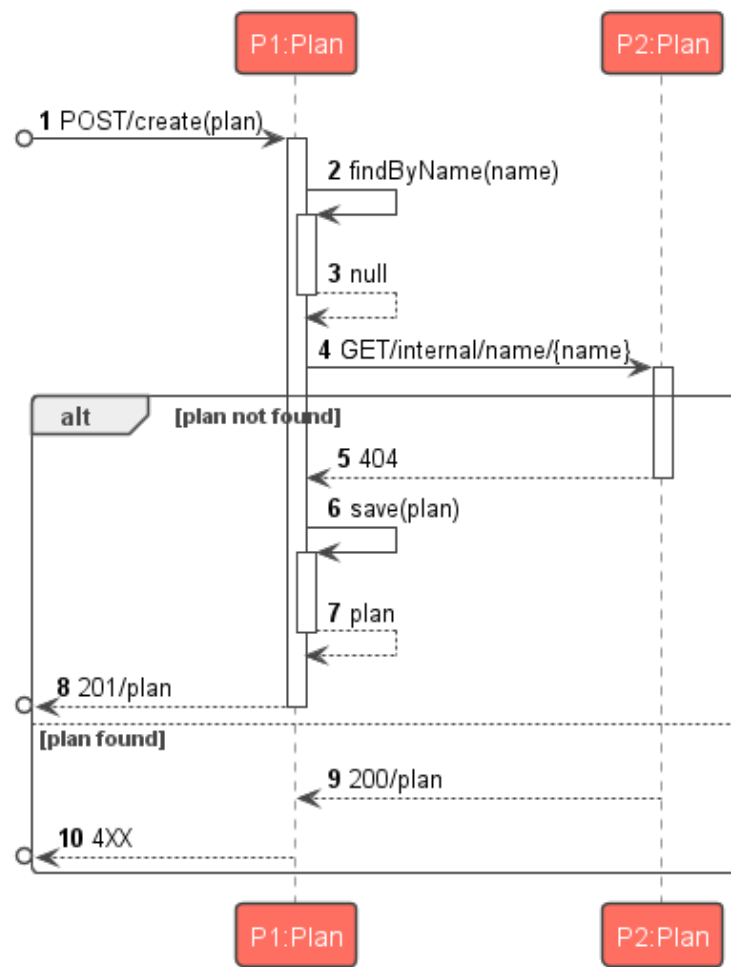 P1:Plan P2:Plan
1 POST/create(plan)
2 findByName(name)
3 null
4 GET/internal/name/{name}
alt [plan not found]
5 404
6 save(plan)
7 plan
8 201/plan
[plan found]
9 200/plan
10 4XX
P1:Plan P2:Plan